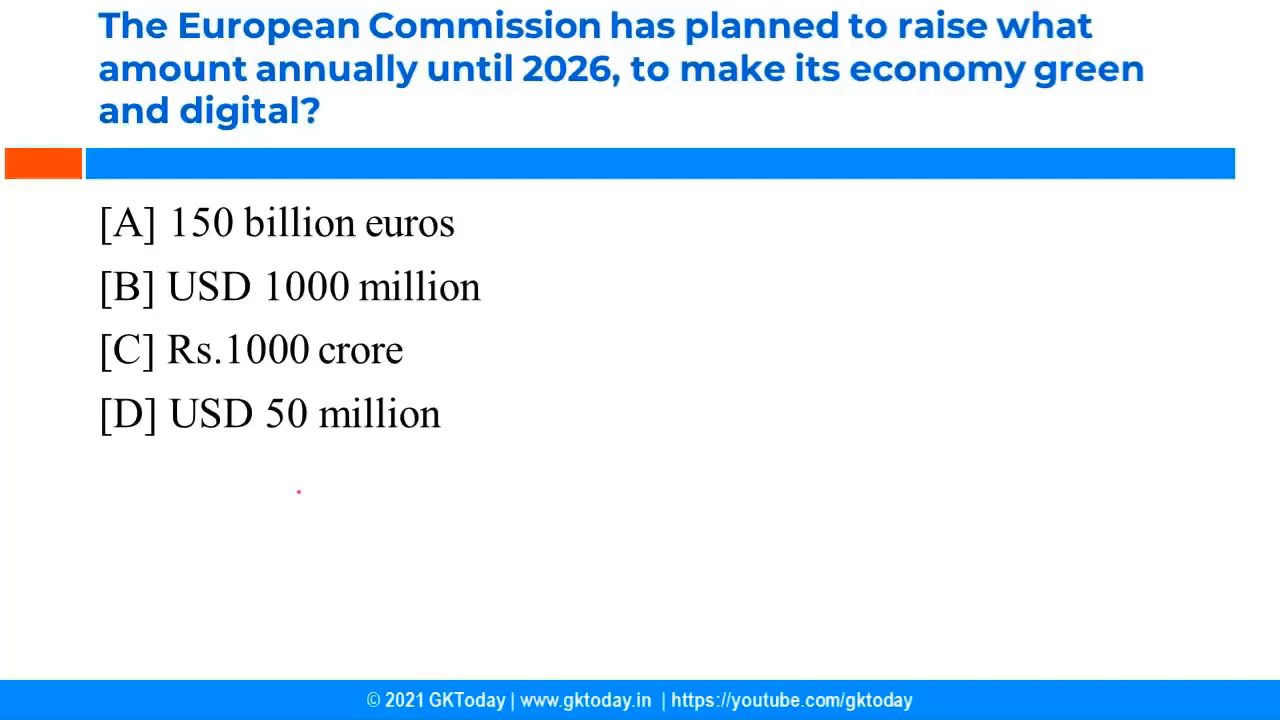 The European Commission has planned to raise what
amount annually until 2026, to make its economy green
and digital?
[A] 150 billion euros
[B] USD 1000 million
[C] Rs.1000 crore
[D] USD 50 million
© 2021 GKToday | www.gktoday.in | https://youtube.com/gktoday